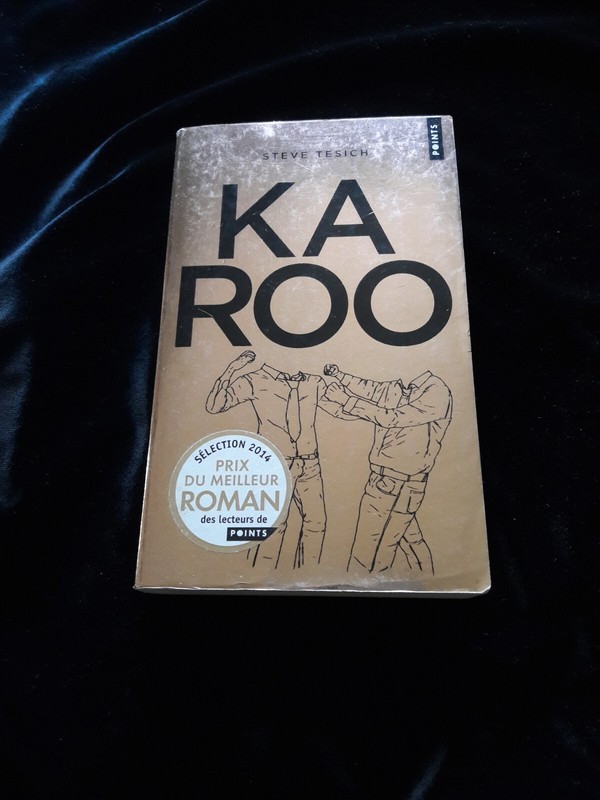 POINTS
STEVE TESICH
KA
ROO
SÉLECTION 2014
PRIX
DU MEILLEUR
ROMAN
des lecteurs de
POINTS